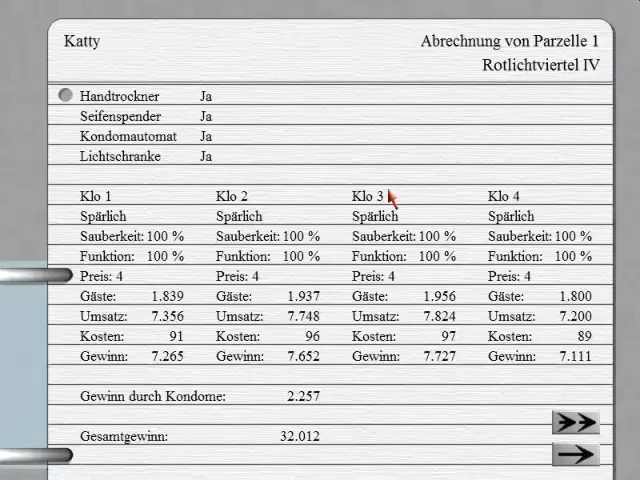 Katty Abrechnung von Parzelle 1
Rotlichtviertel IV
Handtrockner Ja
Seifenspender Ja
Kondomautomat Ja
Lichtschranke Ja
Klo 1 Klo 2 Klo 3 Klo 4
Spärlich Spärlich Spärlich Spärlich
Sauberkeit: 100 % Sauberkeit: 100 % Sauberkeit: 100 % Sauberkeit: 100 %
Funktion: 100 % Funktion: 100 % Funktion: 100 % Funktion: 100 %
Preis: 4 Preis: 4 Preis: 4 Preis: 4
Gäste: 1.839 Gäste: 1.937 Gäste: 1.956 Gäste: 1.800
Umsatz: 7.356 Umsatz: 7.748 Umsatz: 7.824 Umsatz: 7.200
Kosten: 91 Kosten: 96 Kosten: 97 Kosten: 89
Gewinn: 7.265 Gewinn: 7.652 Gewinn: 7.727 Gewinn: 7.111
Gewinn durch Kondome: 2.257
Gesamtgewinn: 32.012